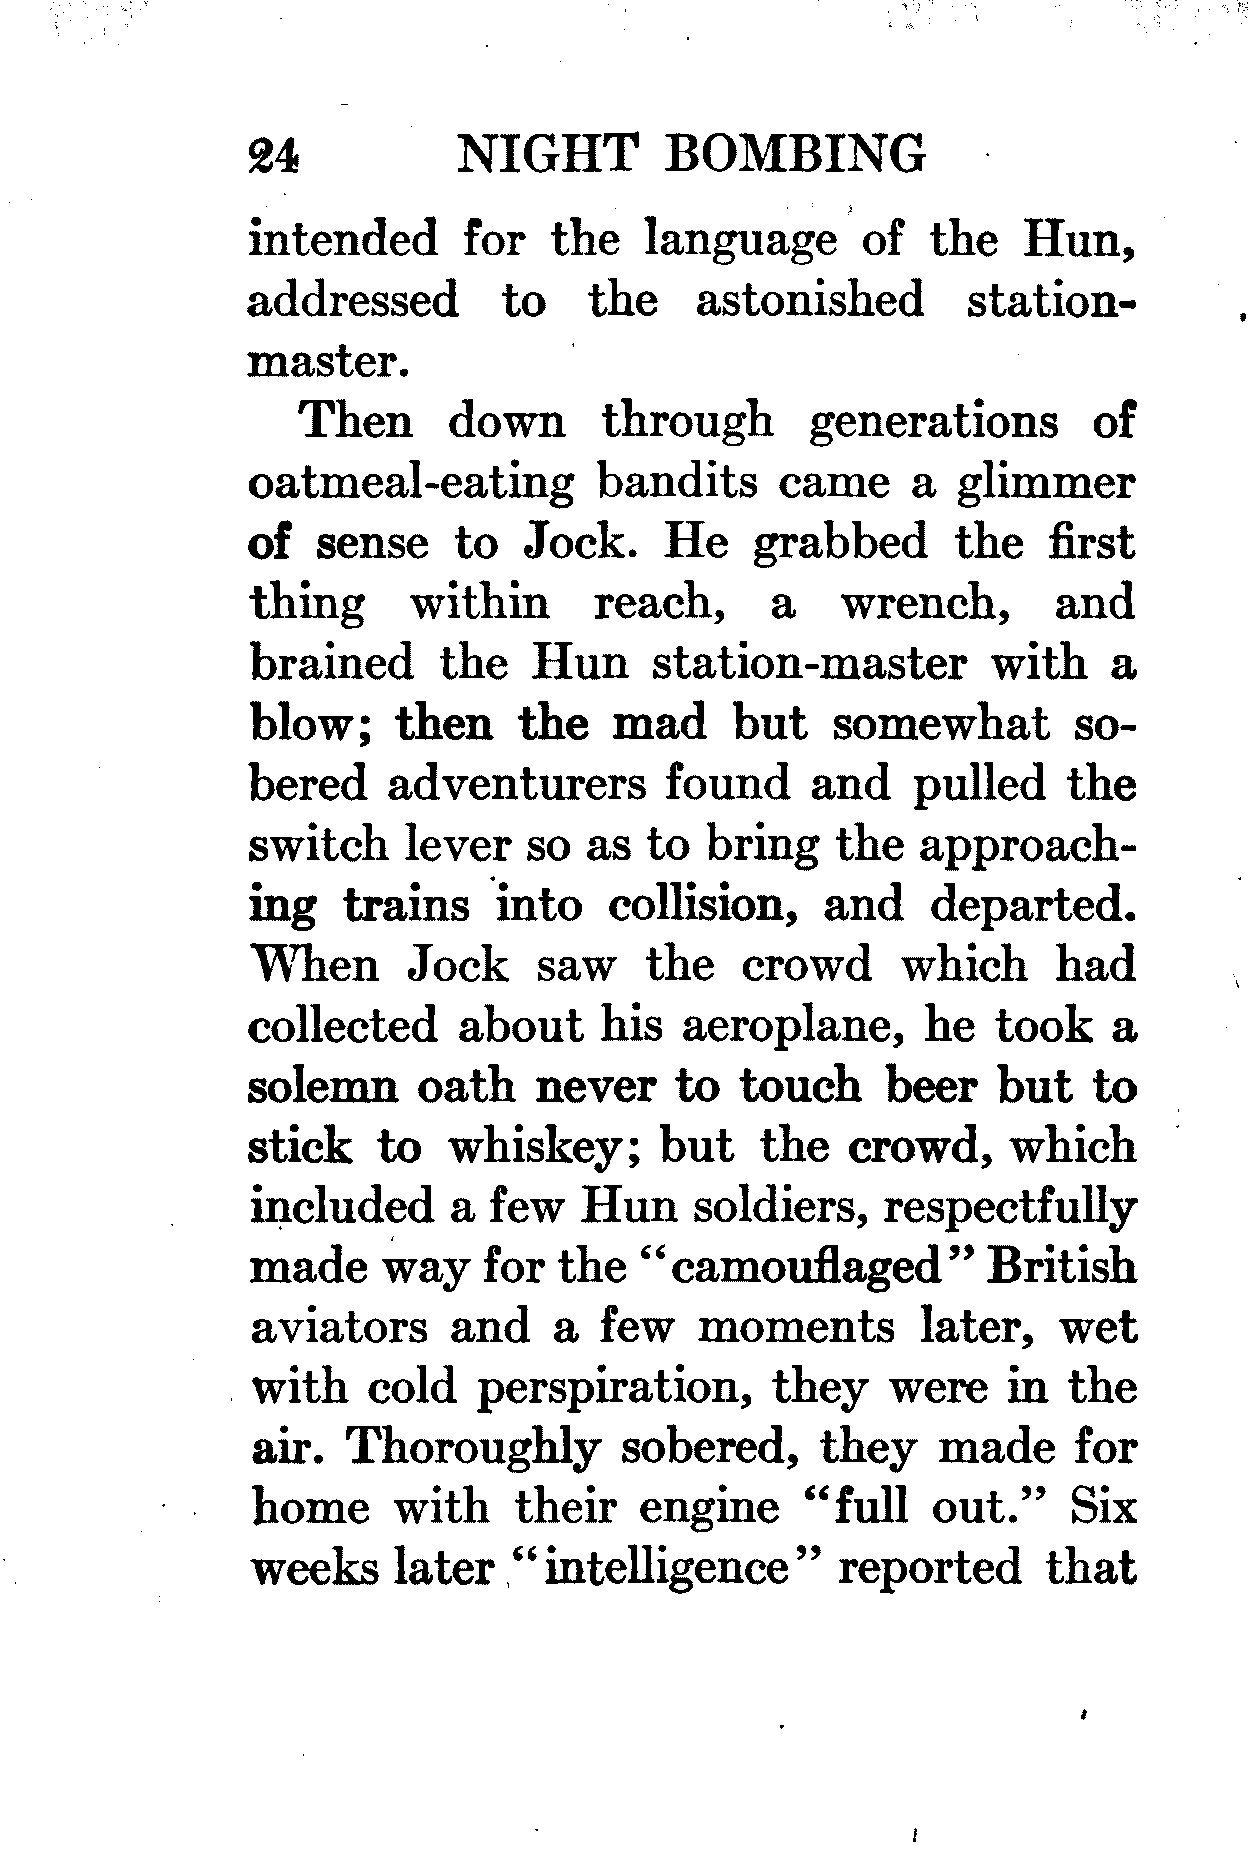 24 NIGHT BOMBING
intended for the language of the Hun,
addressed to the astonished station-
master.
Then down through generations of
oatmeal-eating bandits came a glimmer
of sense to Jock. He grabbed the first
thing within reach, a wrench, and
brained the Hun station-master with a
blow; then the mad but somewhat so-
bered adventurers found and pulled the
switch lever so as to bring the approach-
ing trains into collision, and departed.
When Jock saw the crowd which had
collected about his aeroplane, he took a
solemn oath never to touch beer but to
stick to whiskey; but the crowd, which
included a few Hun soldiers, respectfully
made way for the "camouflaged" British
aviators and a few moments later, wet
with cold perspiration, they were in the
air. Thoroughly sobered, they made for
home with their engine "full out." Six
weeks later "intelligence" reported that